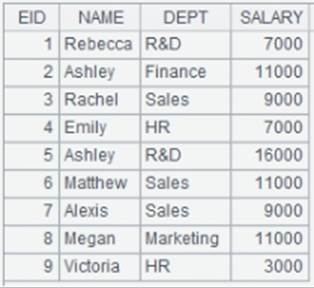 EID NAME DEPT SALARY
1 Rebecca R&D 7000
2 Ashley Finance 11000
3 Rachel Sales 9000
4 Emily HR 7000
5 Ashley R&D 16000
6 Matthew Sales 11000
7 Alexis Sales 9000
8 Megan Marketing 11000
9 Victoria HR 3000